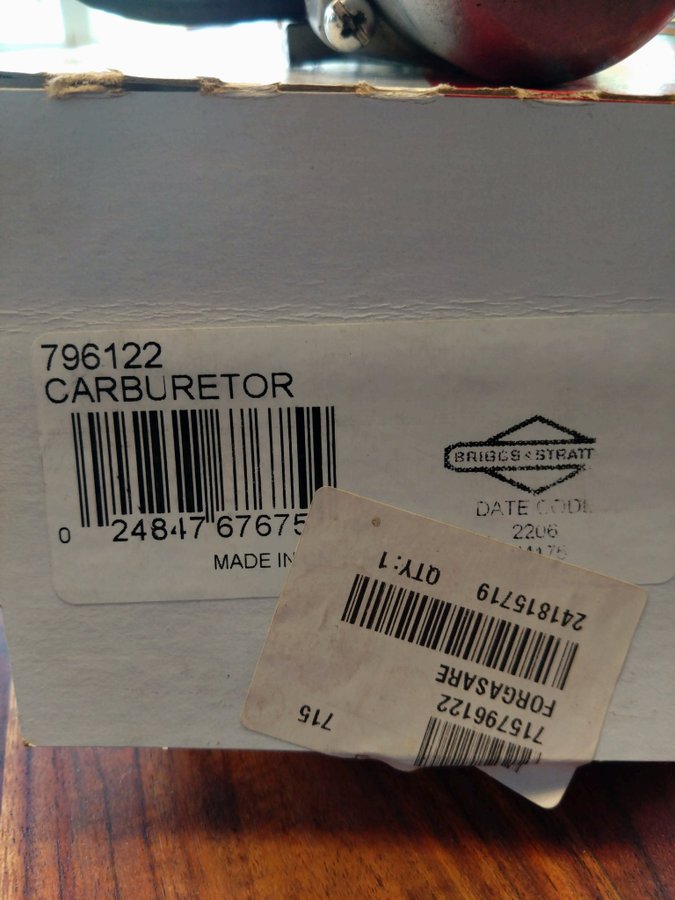 796122
CARBURETOR
0 24847 67675
MADE IN
BRIGGS & STRATT
DATE CODE
2206
QTY:1
241815719
FORGASARE
715796122
715